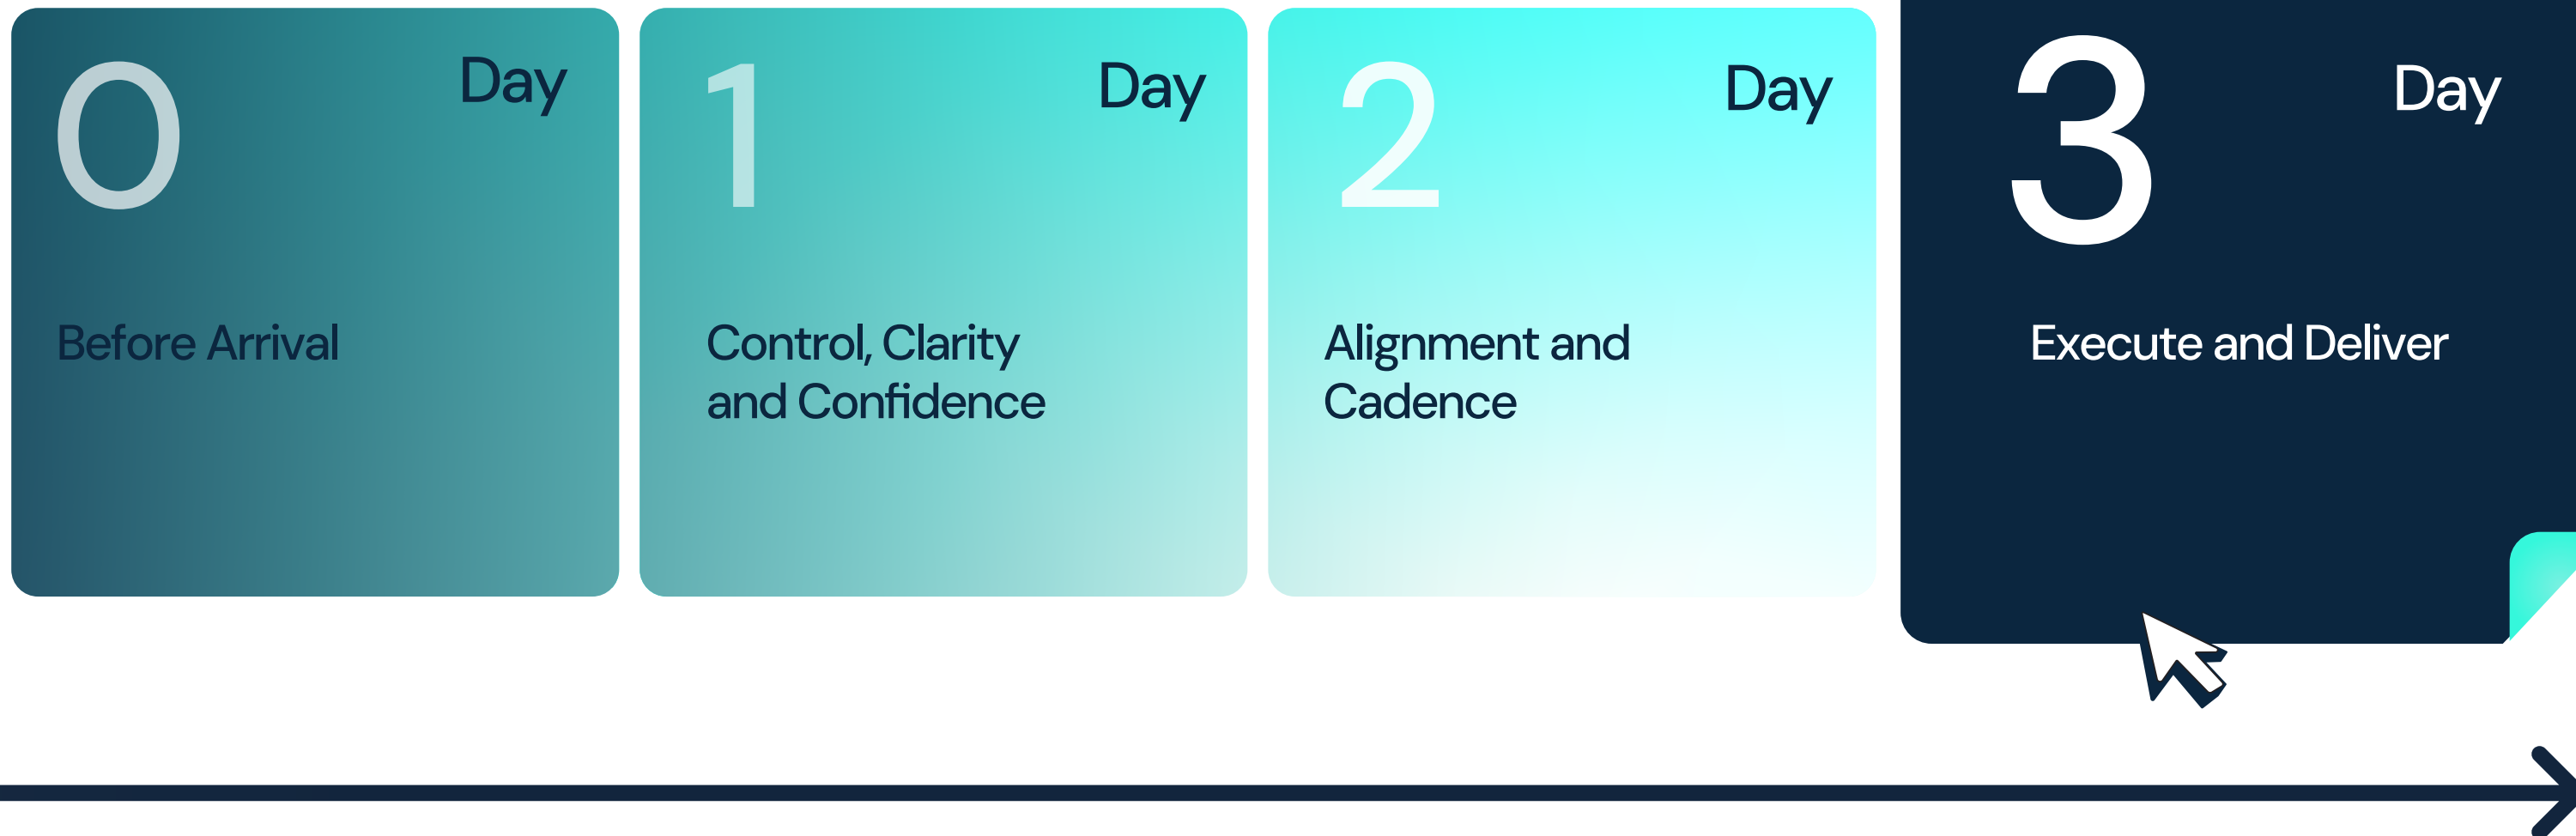 0 Day
Before Arrival
1 Day
Control, Clarity
and Confidence
2 Day
Alignment and
Cadence
3 Day
Execute and Deliver